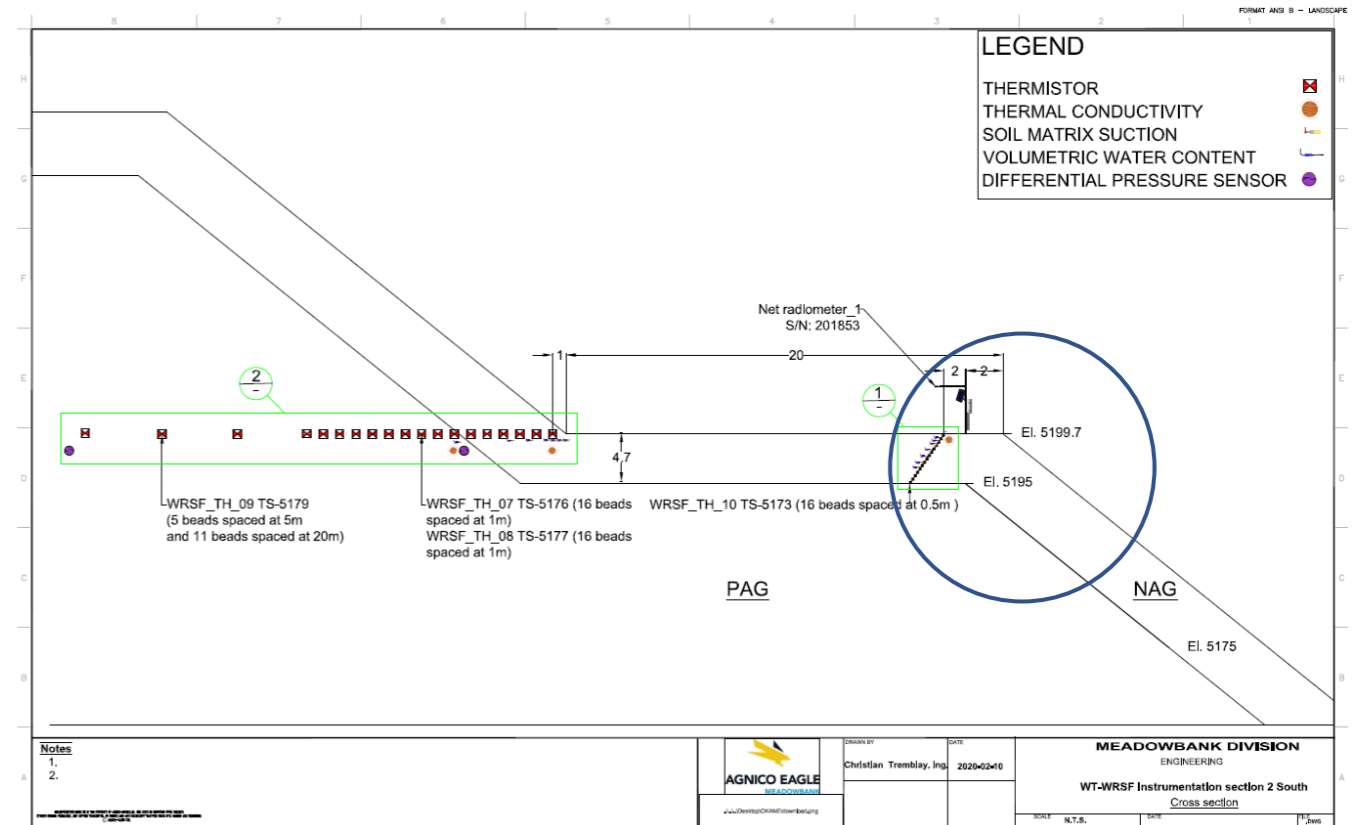 FORMAT ANSI B - LANDSCAPE
8 7 6 5 4 3 2 1
H
G
F
E
D
C
B
A
H
G
F
E
D
C
B
A
LEGEND
THERMISTOR
THERMAL CONDUCTIVITY
SOIL MATRIX SUCTION
VOLUMETRIC WATER CONTENT
DIFFERENTIAL PRESSURE SENSOR
Net radiometer_1
S/N: 201853
1
20
2 2
2
-
1
-
El. 5199.7
4,7
El. 5195
WRSF_TH_09 TS-5179
(5 beads spaced at 5m
and 11 beads spaced at 20m)
WRSF_TH_07 TS-5176 (16 beads
spaced at 1m)
WRSF_TH_08 TS-5177 (16 beads
spaced at 1m)
WRSF_TH_10 TS-5173 (16 beads spaced at 0.5m )
PAG
NAG
El. 5175
Notes
1.
2.
AGNICO EAGLE
MEADOWBANK
DRAWN BY
Christian Tremblay, ing.
DATE
2020-02-10
MEADOWBANK DIVISION
ENGINEERING
WT-WRSF Instrumentation section 2 South
Cross section
SCALE
N.T.S.
DATE
FILE
.DWG